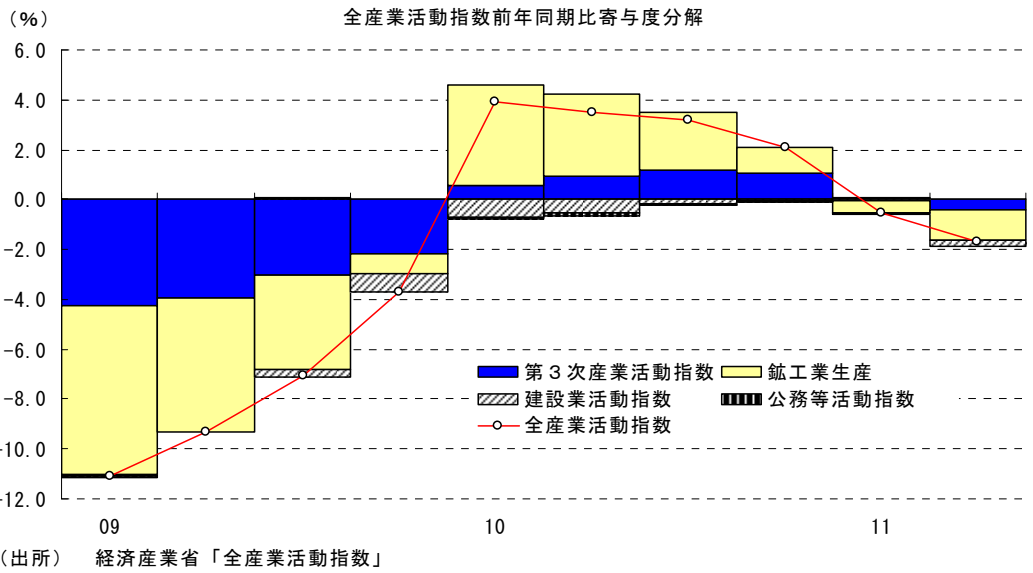 （％）
全産業活動指数前年同期比寄与度分解
6.0
4.0
2.0
0.0
-2.0
-4.0
-6.0
-8.0
-10.0
-12.0
第３次産業活動指数
鉱工業生産
建設業活動指数
公務等活動指数
全産業活動指数
09
10
11
（出所）　経済産業省「全産業活動指数」